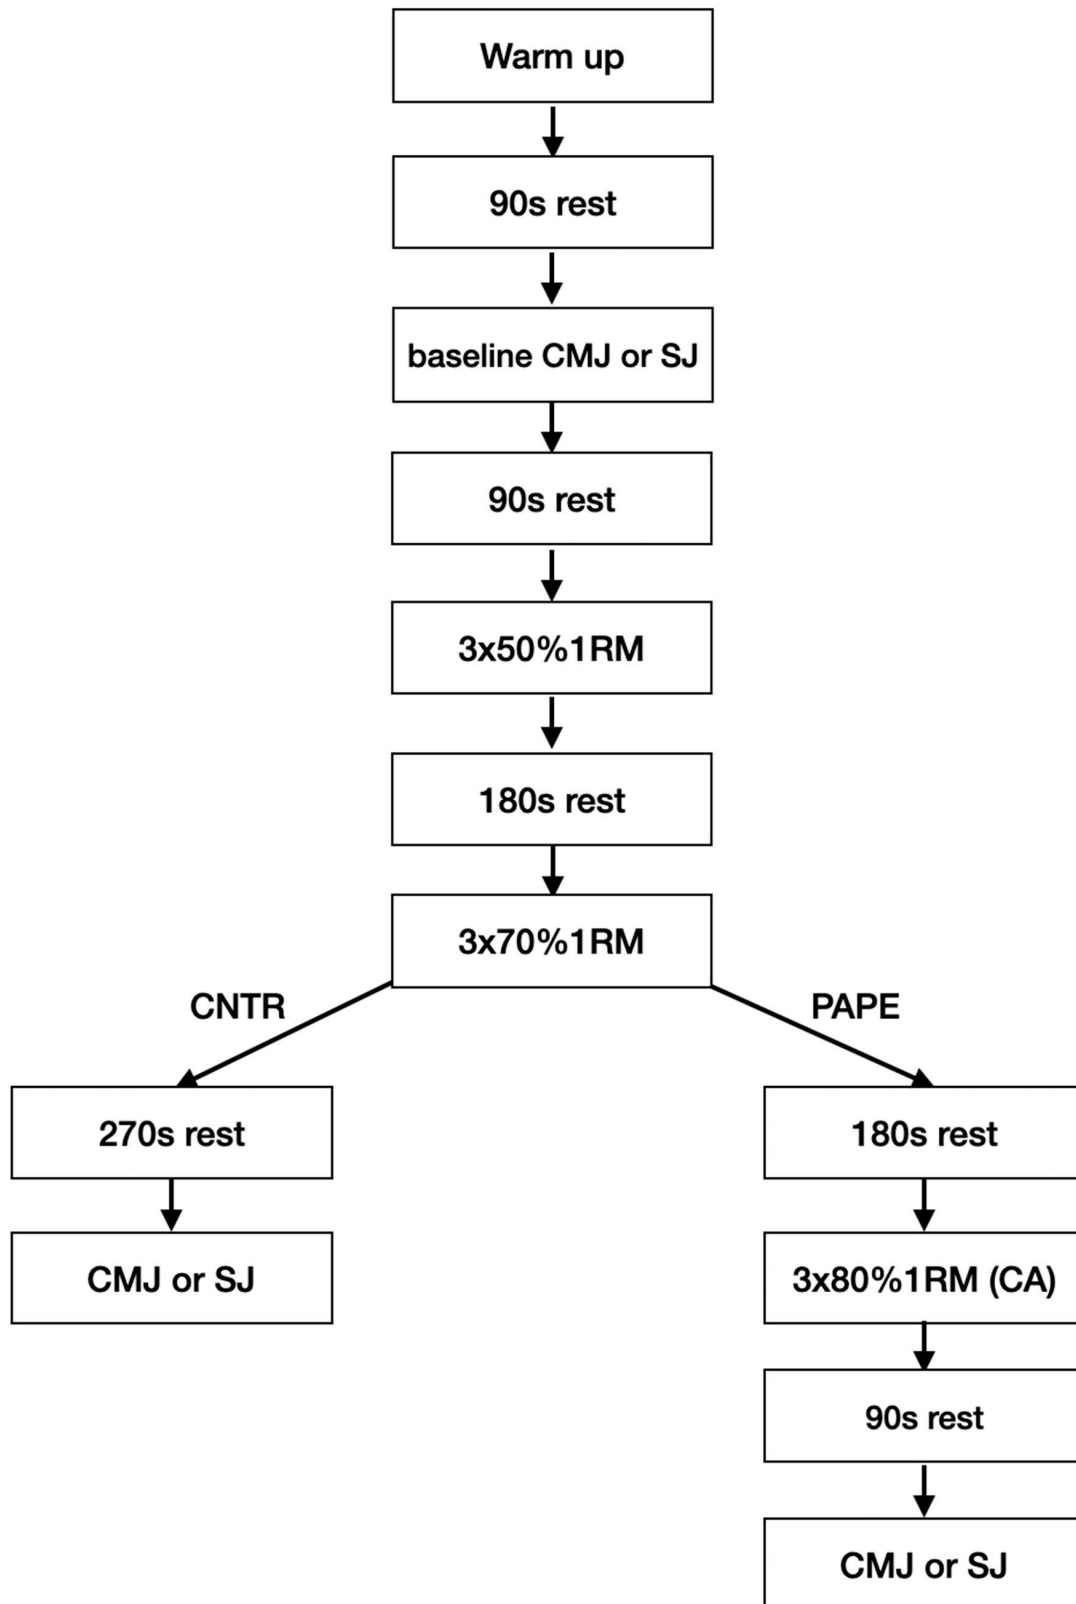 Warm up
90s rest
baseline CMJ or SJ
90s rest
3x50%1RM
180s rest
3x70%1RM
CNTR
PAPE
270s rest
180s rest
CMJ or SJ
3x80%1RM (CA)
90s rest
CMJ or SJ